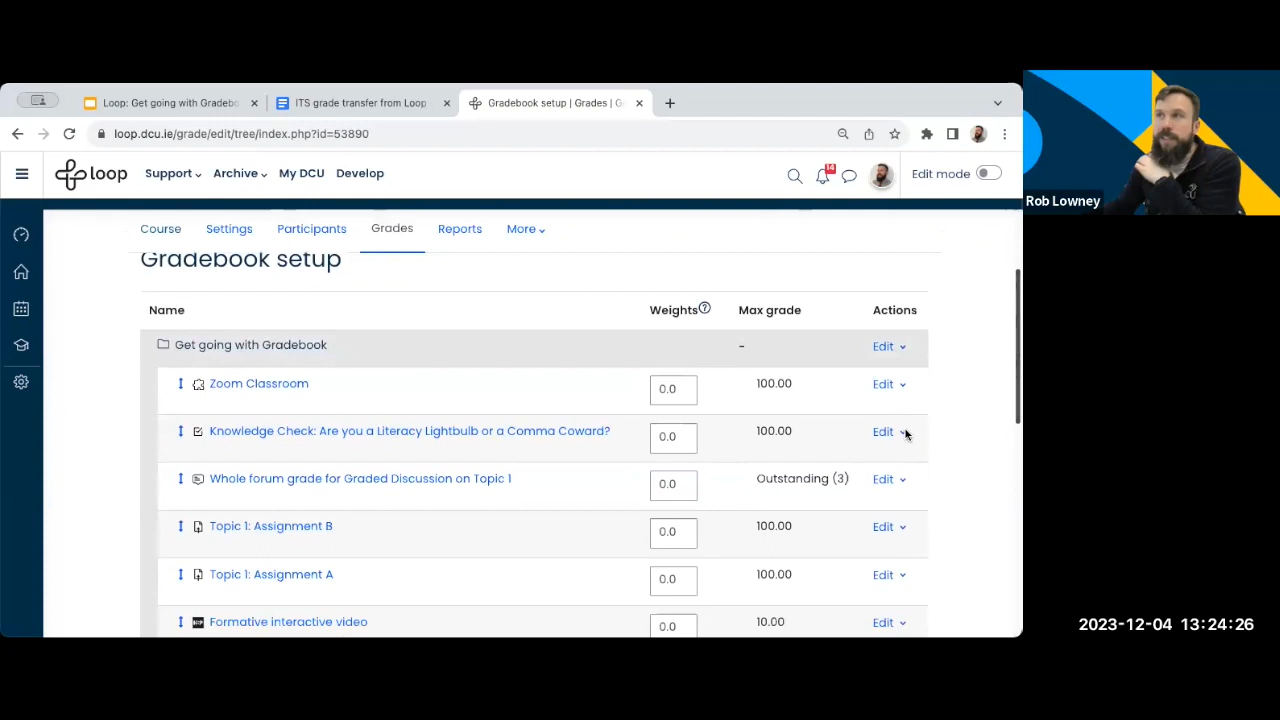 Loop: Get going with Gradebo
ITS grade transfer from Loop
Gradebook setup | Grades | G
loop.dcu.ie/grade/edit/tree/index.php?id=53890
loop
Support
Archive
My DCU
Develop
14
Edit mode
Rob Lowney
Course
Settings
Participants
Grades
Reports
More
Gradebook setup
Name Weights ? Max grade Actions
Get going with Gradebook - Edit
Zoom Classroom 0.0 100.00 Edit
Knowledge Check: Are you a Literacy Lightbulb or a Comma Coward? 0.0 100.00 Edit
Whole forum grade for Graded Discussion on Topic 1 0.0 Outstanding (3) Edit
Topic 1: Assignment B 0.0 100.00 Edit
Topic 1: Assignment A 0.0 100.00 Edit
Formative interactive video 0.0 10.00 Edit
2023-12-04 13:24:26